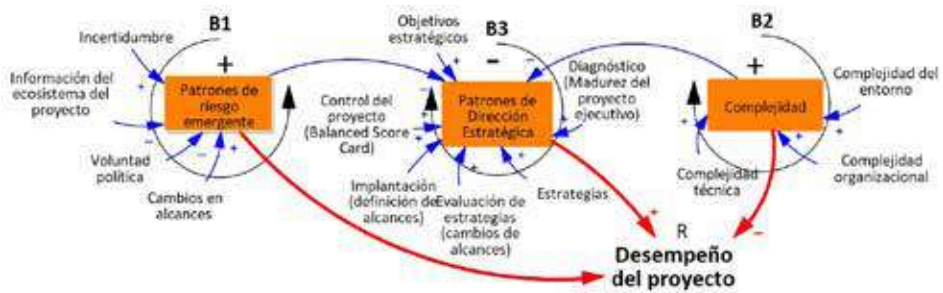 B1
Objetivos
estratégicos
B3
B2
Incertidumbre
Información del
ecosistema del
proyecto
+
Patrones de
riesgo
emergente
Voluntad
política
Cambios en
alcances
Control del
proyecto
(Balanced Score
Card)
-
Patrones de
Dirección
Estratégica
Diagnóstico
(Madurez del
proyecto
ejecutivo)
Implantación
(definición de
alcances)
Evaluación de
estrategias
(cambios de
alcances)
Estrategias
+
Complejidad
Complejidad del
entorno
Complejidad
técnica
Complejidad
organizacional
+
R
-
Desempeño
del proyecto